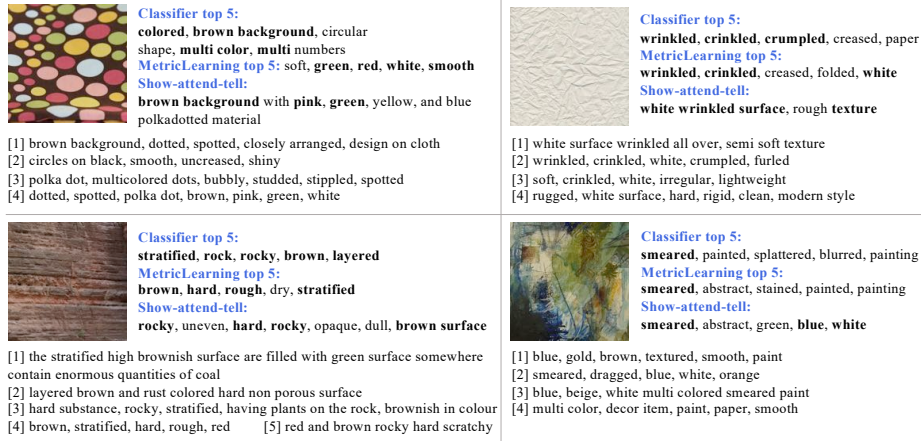 Classifier top 5:
colored, brown background, circular
shape, multi color, multi numbers
MetricLearning top 5: soft, green, red, white, smooth
Show-attend-tell:
brown background with pink, green, yellow, and blue
polkadotted material
[1] brown background, dotted, spotted, closely arranged, design on cloth
[2] circles on black, smooth, uncreased, shiny
[3] polka dot, multicolored dots, bubbly, studded, stippled, spotted
[4] dotted, spotted, polka dot, brown, pink, green, white
Classifier top 5:
wrinkled, crinkled, crumpled, creased, paper
MetricLearning top 5:
wrinkled, crinkled, creased, folded, white
Show-attend-tell:
white wrinkled surface, rough texture
[1] white surface wrinkled all over, semi soft texture
[2] wrinkled, crinkled, white, crumpled, furled
[3] soft, crinkled, white, irregular, lightweight
[4] rugged, white surface, hard, rigid, clean, modern style
Classifier top 5:
stratified, rock, rocky, brown, layered
MetricLearning top 5:
brown, hard, rough, dry, stratified
Show-attend-tell:
rocky, uneven, hard, rocky, opaque, dull, brown surface
[1] the stratified high brownish surface are filled with green surface somewhere
contain enormous quantities of coal
[2] layered brown and rust colored hard non porous surface
[3] hard substance, rocky, stratified, having plants on the rock, brownish in colour
[4] brown, stratified, hard, rough, red [5] red and brown rocky hard scratchy
Classifier top 5:
smeared, painted, splattered, blurred, painting
MetricLearning top 5:
smeared, abstract, stained, painted, painting
Show-attend-tell:
smeared, abstract, green, blue, white
[1] blue, gold, brown, textured, smooth, paint
[2] smeared, dragged, blue, white, orange
[3] blue, beige, white multi colored smeared paint
[4] multi color, decor item, paint, paper, smooth